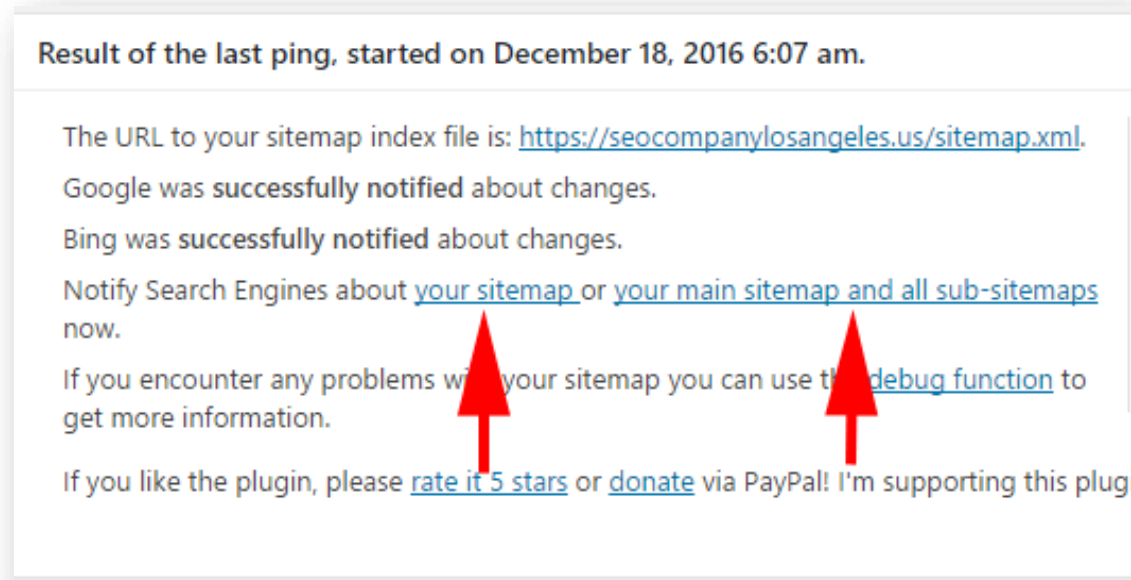 Result of the last ping, started on December 18, 2016 6:07 am.
The URL to your sitemap index file is: https://seocompanylosangeles.us/sitemap.xml.
Google was successfully notified about changes.
Bing was successfully notified about changes.
Notify Search Engines about your sitemap or your main sitemap and all sub-sitemaps
now.
If you encounter any problems with your sitemap you can use the debug function to
get more information.
If you like the plugin, please rate it 5 stars or donate via PayPal! I'm supporting this plug